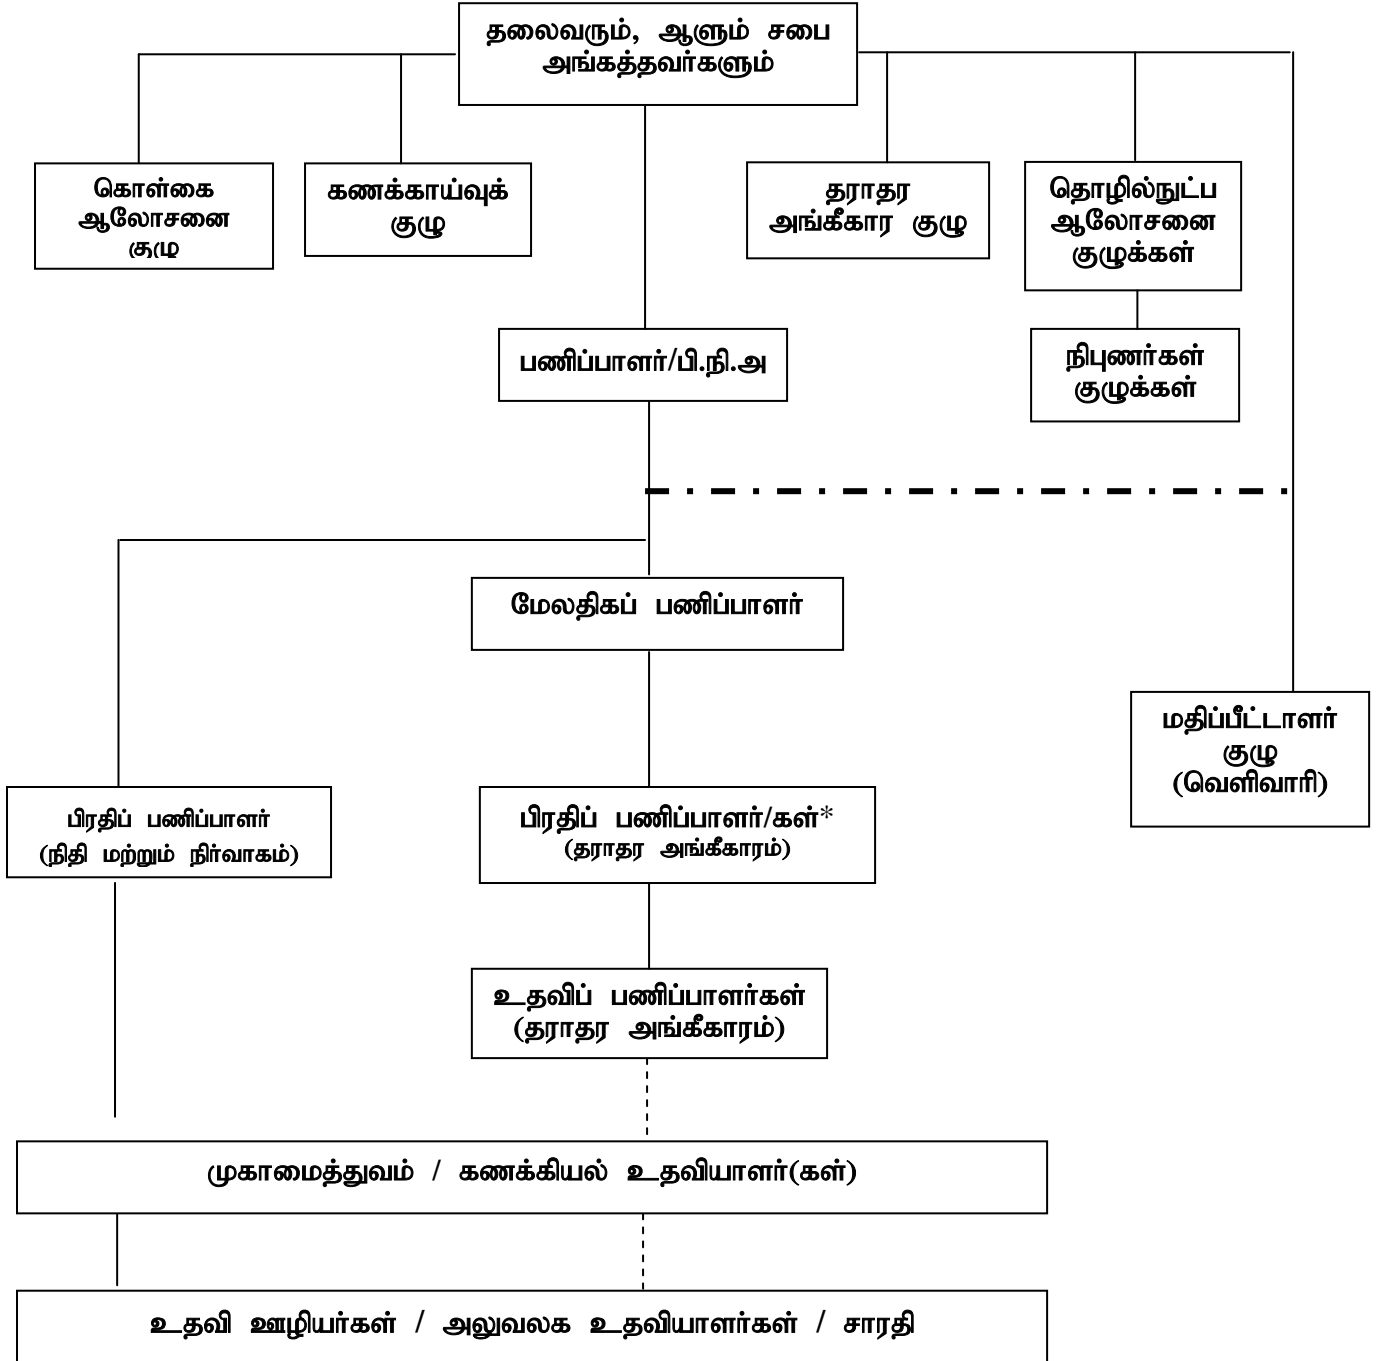 தலைவரும், ஆளும் சபை
அங்கத்தவர்களும்
கொள்கை
ஆலோசனை
குழு
கணக்காய்வுக்
குழு
தராதர
அங்கீகார குழு
தொழில்நுட்ப
ஆலோசனை
குழுக்கள்
பணிப்பாளர்/பி.நி.அ
நிபுணர்கள்
குழுக்கள்
மேலதிகப் பணிப்பாளர்
மதிப்பீட்டாளர்
குழு
(வெளிவாரி)
பிரதிப் பணிப்பாளர்
(நிதி மற்றும் நிர்வாகம்)
பிரதிப் பணிப்பாளர்/கள்*
(தராதர அங்கீகாரம்)
உதவிப் பணிப்பாளர்கள்
(தராதர அங்கீகாரம்)
முகாமைத்துவம் / கணக்கியல் உதவியாளர்(கள்)
உதவி ஊழியர்கள் / அலுவலக உதவியாளர்கள் / சாரதி